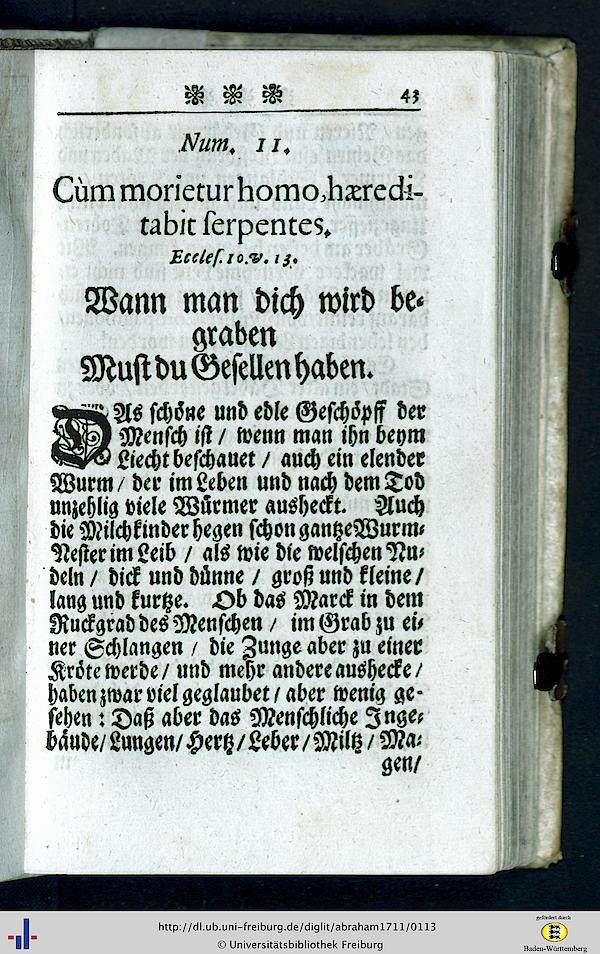 43
Num. 11.
Cùm morietur homo, hæredi-
tabit serpentes.
Eccles. 10. v. 13.
Wann man dich wird be-
graben
Must du Gesellen haben.
DAs schöne und edle Geschöpff der
Mensch ist / wenn man ihn beym
Liecht beschauet / auch ein elender
Wurm / der im Leben und nach dem Tod
unzehlig viele Würmer ausheckt. Auch
die Milchkinder hegen schon gantze Wurm-
Nester im Leib / als wie die welschen Nu-
deln / dick und dünne / groß und kleine /
lang und kurtze. Ob das Marck in dem
Ruckgrad des Menschen / im Grab zu ei-
ner Schlangen / die Zunge aber zu einer
Kröte werde / und mehr andere aushecke /
haben zwar viel geglaubet / aber wenig ge-
sehen : Daß aber das Menschliche Inge-
bäude / Lungen / Hertz / Leber / Miltz / Ma-
gen /
http://dl.ub.uni-freiburg.de/diglit/abraham1711/0113
© Universitätsbibliothek Freiburg
gefördert durch
Baden-Württemberg